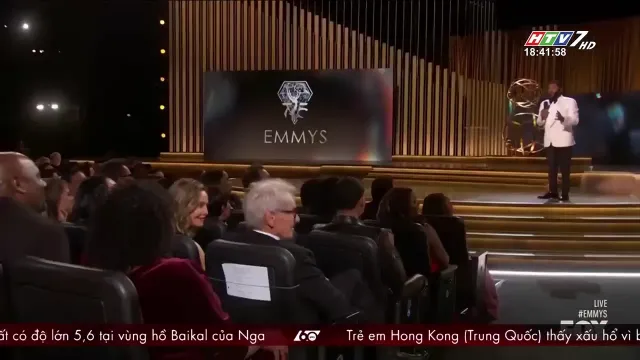 HTV7 HD
18:41:58
EMMYS
LIVE
#EMMYS
FOX
ất có độ lớn 5,6 tại vùng hồ Baikal của Nga
Trẻ em Hong Kong (Trung Quốc) thấy xấu hổ vì b